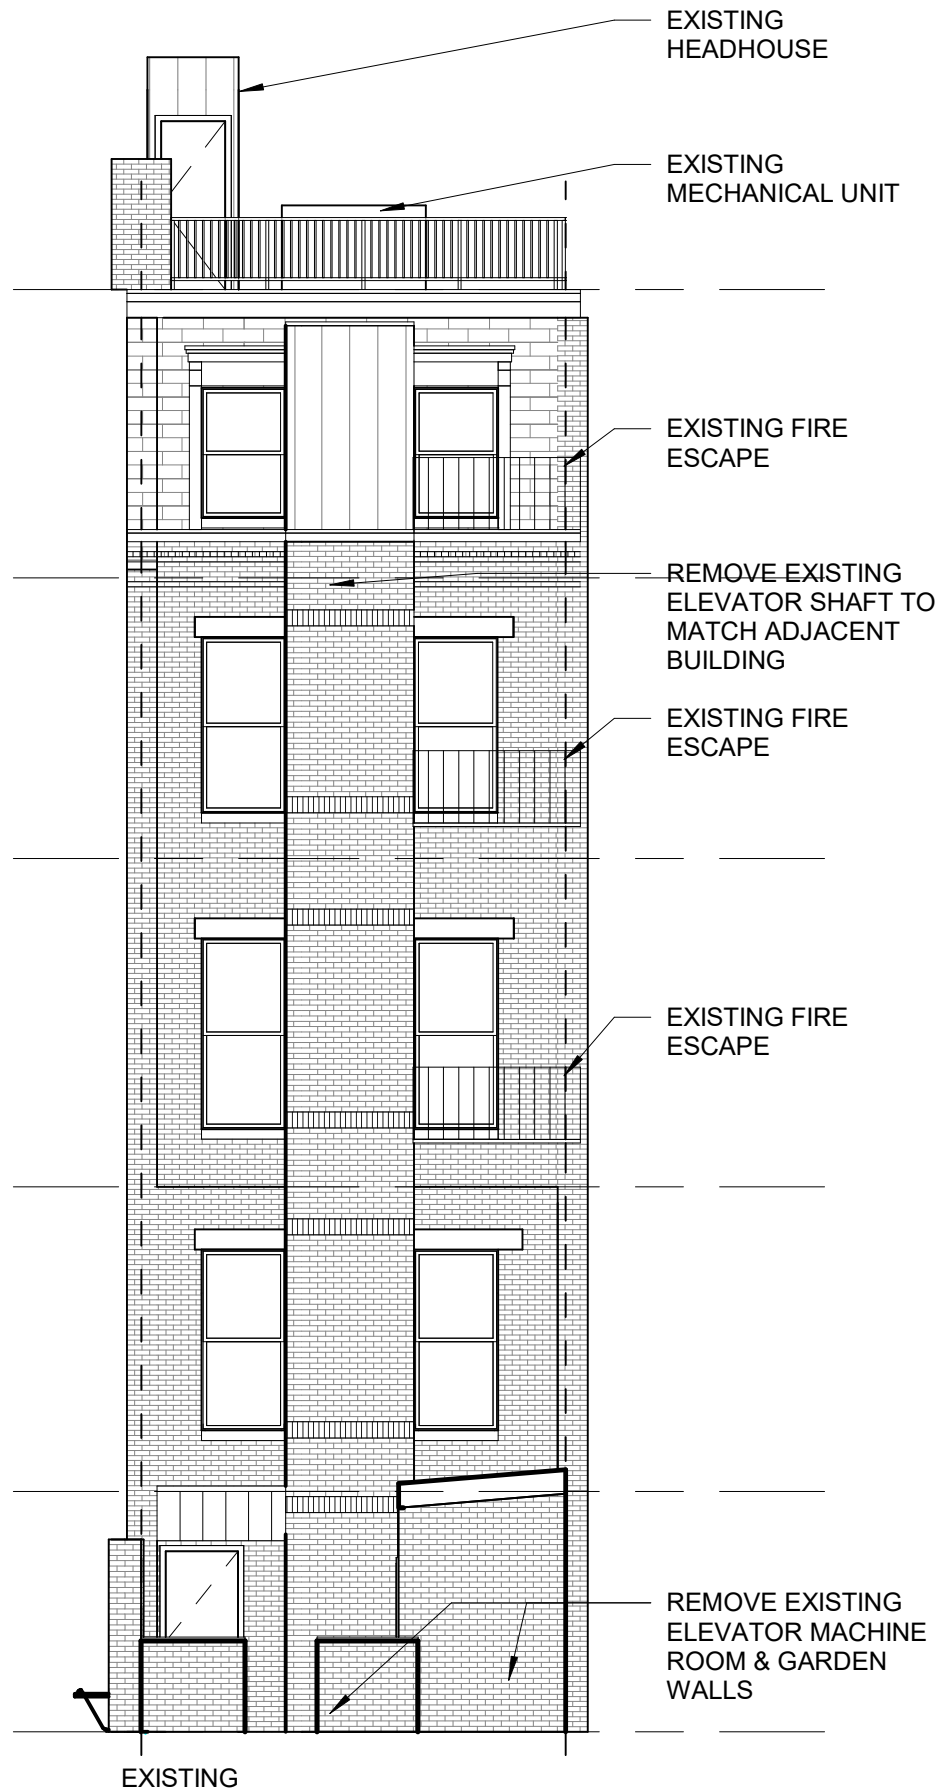 EXISTING
HEADHOUSE
EXISTING
MECHANICAL UNIT
EXISTING FIRE
ESCAPE
REMOVE EXISTING
ELEVATOR SHAFT TO
MATCH ADJACENT
BUILDING
EXISTING FIRE
ESCAPE
EXISTING FIRE
ESCAPE
REMOVE EXISTING
ELEVATOR MACHINE
ROOM & GARDEN
WALLS
EXISTING